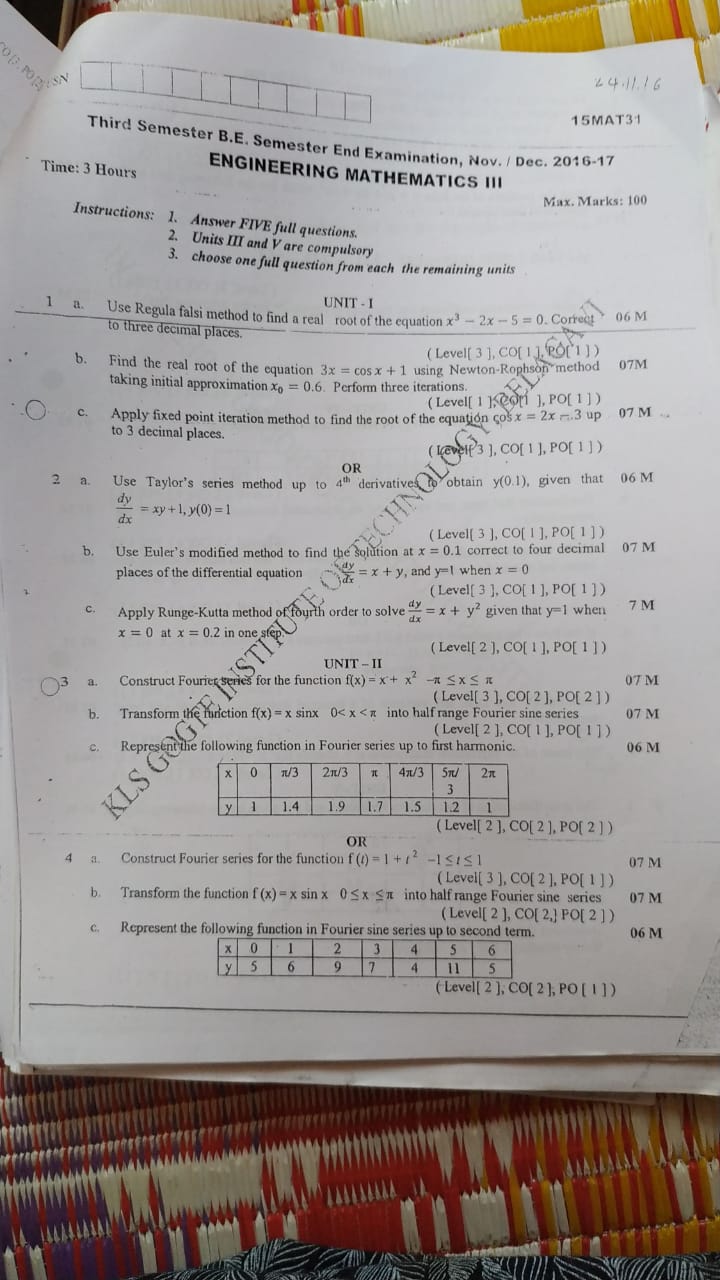 CO[3, PO[2]
USN
24.11.16
15MAT31
Third Semester B.E. Semester End Examination, Nov. / Dec. 2016-17
ENGINEERING MATHEMATICS III
Time: 3 Hours
Max. Marks: 100
Instructions: 1. Answer FIVE full questions.
2. Units III and V are compulsory
3. choose one full question from each the remaining units
UNIT - I
1 a. Use Regula falsi method to find a real root of the equation x³ − 2x − 5 = 0. Correct 06 M
to three decimal places.
( Level[ 3 ], CO[ 1 ], PO[ 1 ] )
b. Find the real root of the equation 3x = cos x + 1 using Newton-Rophson method 07M
taking initial approximation x₀ = 0.6. Perform three iterations.
(Level[ 1 ], CO[1 ], PO[ 1 ] )
c. Apply fixed point iteration method to find the root of the equation cos x = 2x − 3 up 07 M
to 3 decimal places.
( Level[ 3 ], CO[ 1 ], PO[ 1 ] )
OR
2 a. Use Taylor's series method up to 4th derivatives to obtain y(0.1), given that 06 M
dy/dx = xy+1, y(0) = 1
( Level[ 3 ], CO[ 1 ], PO[ 1 ] )
b. Use Euler's modified method to find the solution at x = 0.1 correct to four decimal 07 M
places of the differential equation dy/dx = x + y, and y=1 when x = 0
( Level[ 3 ], CO[ 1 ], PO[ 1 ] )
c. Apply Runge-Kutta method of fourth order to solve dy/dx = x + y² given that y=1 when 7 M
x = 0 at x = 0.2 in one step.
( Level[ 2 ], CO[ 1 ], PO[ 1 ] )
UNIT – II
3 a. Construct Fourier series for the function f(x) = x + x² −π ≤ x ≤ π 07 M
( Level[ 3 ], CO[ 2 ], PO[ 2 ] )
b. Transform the function f(x) = x sinx 0< x < π into half range Fourier sine series 07 M
( Level[ 2 ], CO[ 1 ], PO[ 1 ] )
c. Represent the following function in Fourier series up to first harmonic. 06 M
x 0 π/3 2π/3 π 4π/3 5π/3 2π
y 1 1.4 1.9 1.7 1.5 1.2 1
( Level[ 2 ], CO[ 2 ], PO[ 2 ] )
OR
4 a. Construct Fourier series for the function f (t) = 1 + t² −1 ≤ t ≤ 1 07 M
( Level[ 3 ], CO[ 2 ], PO[ 1 ] )
b. Transform the function f (x) = x sin x 0 ≤ x ≤ π into half range Fourier sine series 07 M
( Level[ 2 ], CO[ 2,] PO[ 2 ] )
c. Represent the following function in Fourier sine series up to second term. 06 M
x 0 1 2 3 4 5 6
y 5 6 9 7 4 11 5
( Level[ 2 ], CO[ 2 ], PO [ 1 ] )
KLS GOGTE INSTITUTE OF TECHNOLOGY, BELAGAVI